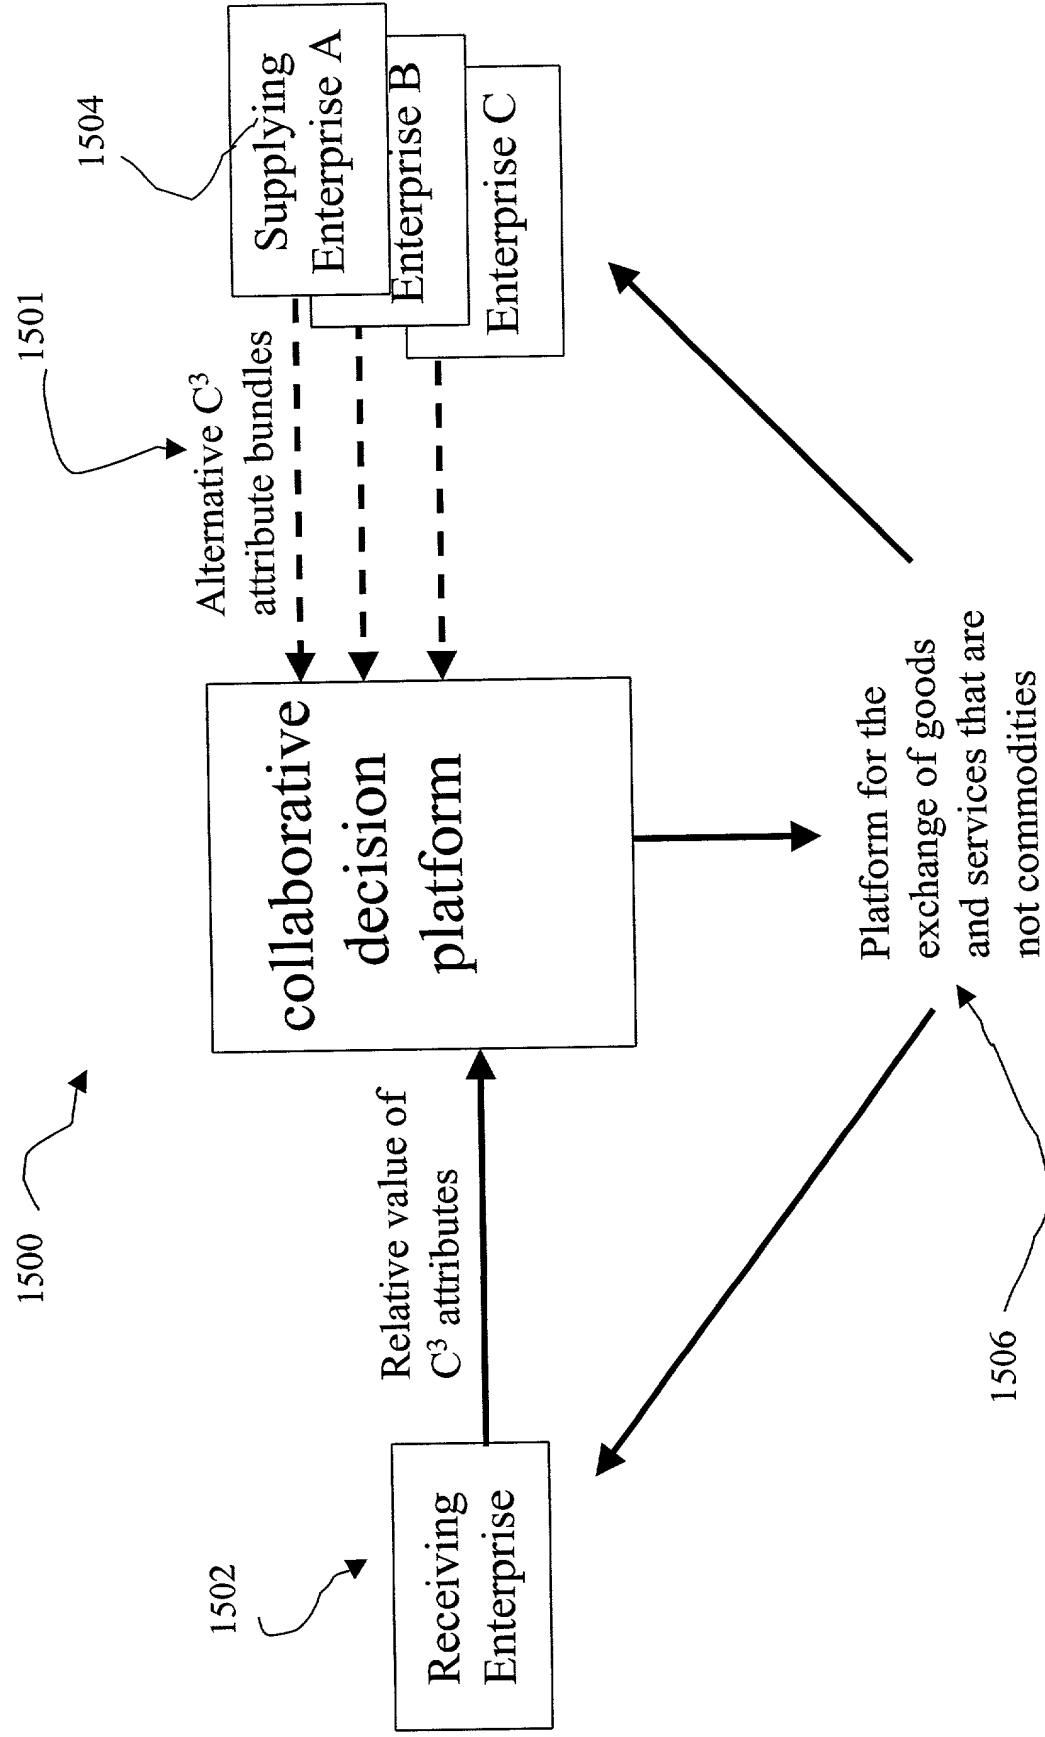 1500
1502
Receiving
Enterprise
Relative value of
C³ attributes
collaborative
decision
platform
1501
Alternative C³
attribute bundles
1504
Supplying
Enterprise A
Enterprise B
Enterprise C
Platform for the
exchange of goods
and services that are
not commodities
1506